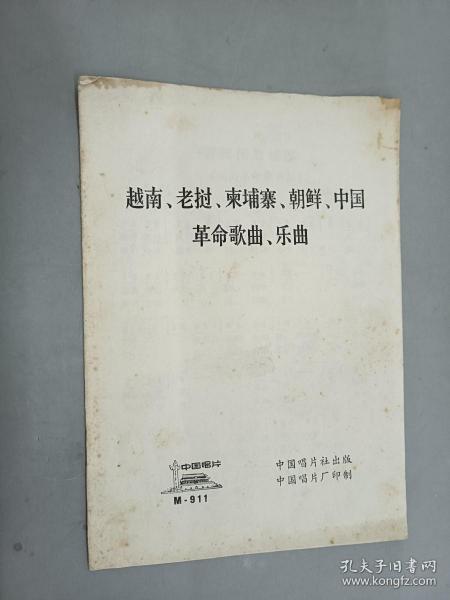 越南、老挝、柬埔寨、朝鲜、中国
革命歌曲、乐曲
中国唱片
M-911
中国唱片社出版
中国唱片厂印制
孔夫子旧书网
www.kongfz.com